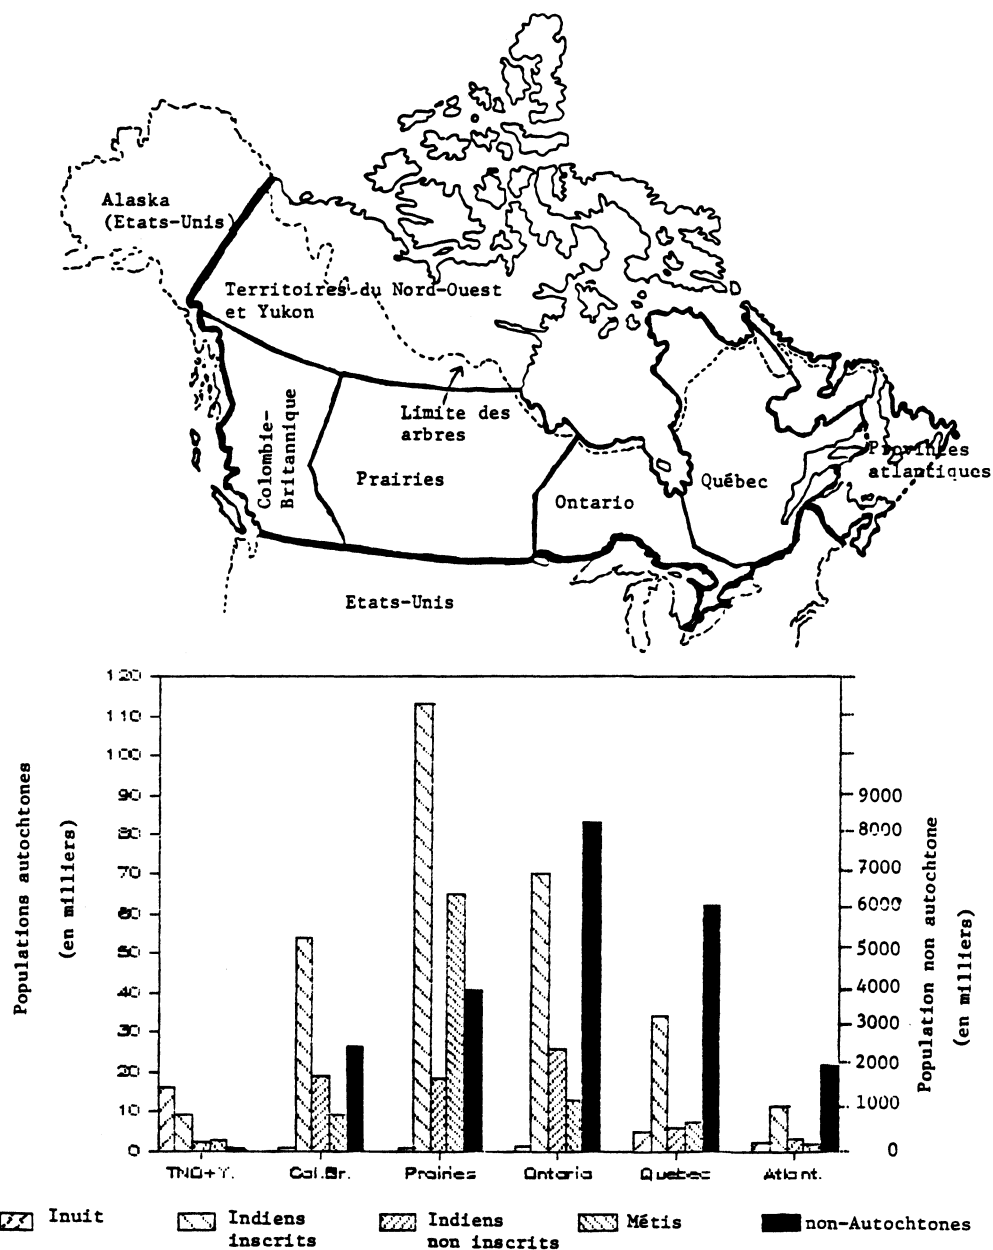 Alaska
(Etats-Unis)
Territoires du Nord-Ouest
et Yukon
Limite des
arbres
Colombie-
Britannique
Prairies
Ontario
Québec
Provinces
atlantiques
Etats-Unis
Populations autochtones
(en milliers)
120
110
100
90
80
70
60
50
40
30
20
10
0
9000
8000
7000
6000
5000
4000
3000
2000
1000
0
Population non autochtone
(en milliers)
TNO+Y.
Col.Br.
Prairies
Ontario
Quebec
Atlant.
Inuit
Indiens
inscrits
Indiens
non inscrits
Métis
non-Autochtones